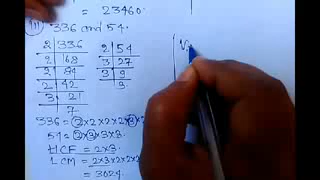 = 23460.
(iii) 336 and 54.
2 | 336 2 | 54
2 | 168 3 | 27
2 | 84 3 | 9
2 | 42 3
3 | 21
7
336 = 2×2×2×2×3×7
54 = 2×3×3×3
HCF = 2×3.
LCM = 2×3×2×2×2
= 3024.